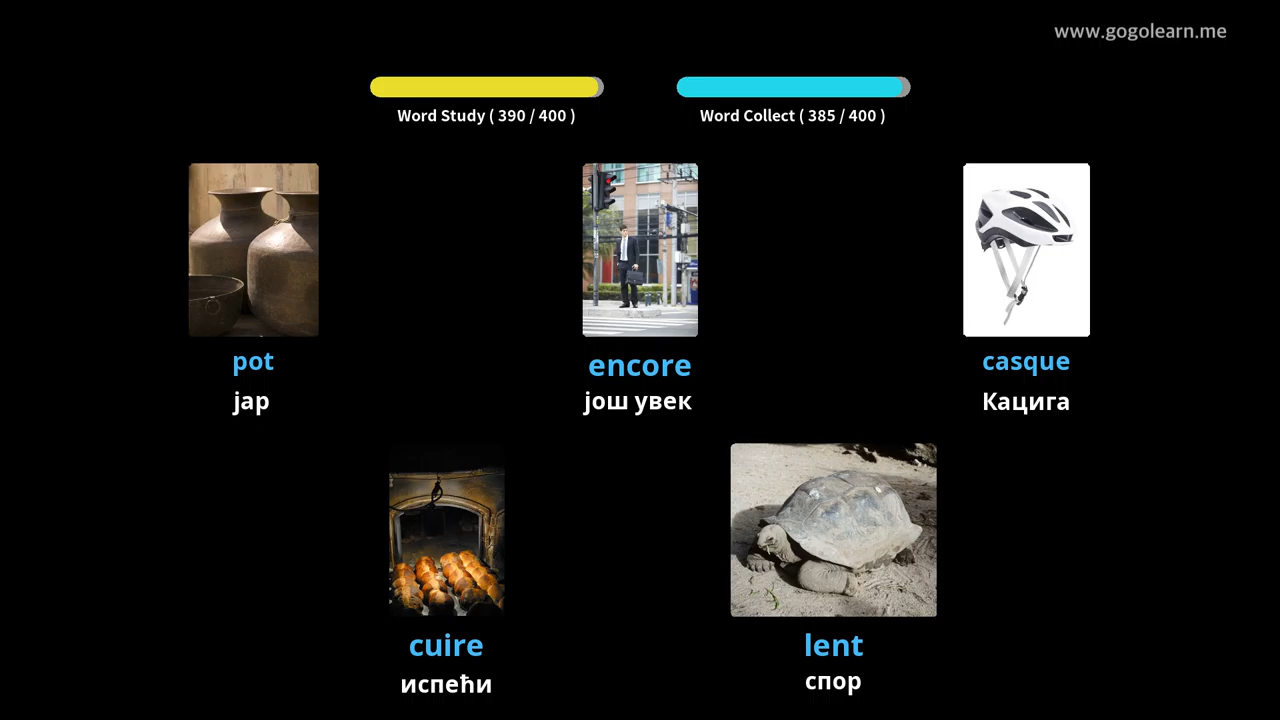 www.gogolearn.me
Word Study ( 390 / 400 )
Word Collect ( 385 / 400 )
pot
јар
encore
још увек
casque
Кацига
cuire
испећи
lent
спор